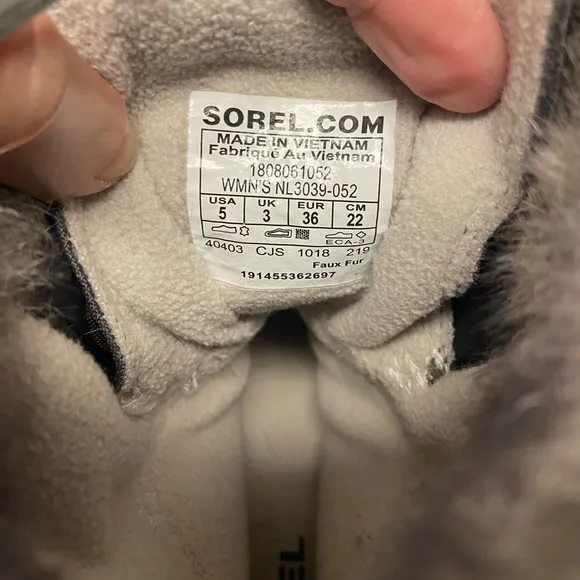 SOREL.COM
MADE IN VIETNAM
Fabriqué Au Vietnam
1808061052
WMN'S NL3039-052
USA UK EUR CM
5 3 36 22
ECA-3
40403 CJS 1018 219
Faux Fur
191455362697
EL